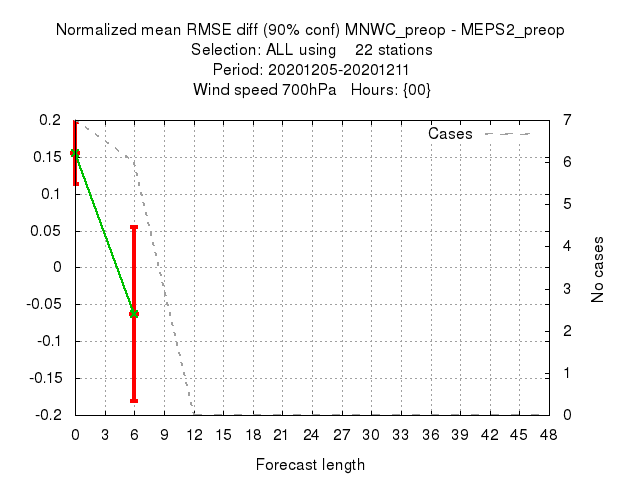 Normalized mean RMSE diff (90% conf) MNWC_preop - MEPS2_preop
Selection: ALL using    22 stations
Period: 20201205-20201211
Wind speed 700hPa   Hours: {00}
Cases
0.2
0.15
0.1
0.05
0
-0.05
-0.1
-0.15
-0.2
7
6
5
4
3
2
1
0
No cases
0 3 6 9 12 15 18 21 24 27 30 33 36 39 42 45 48
Forecast length